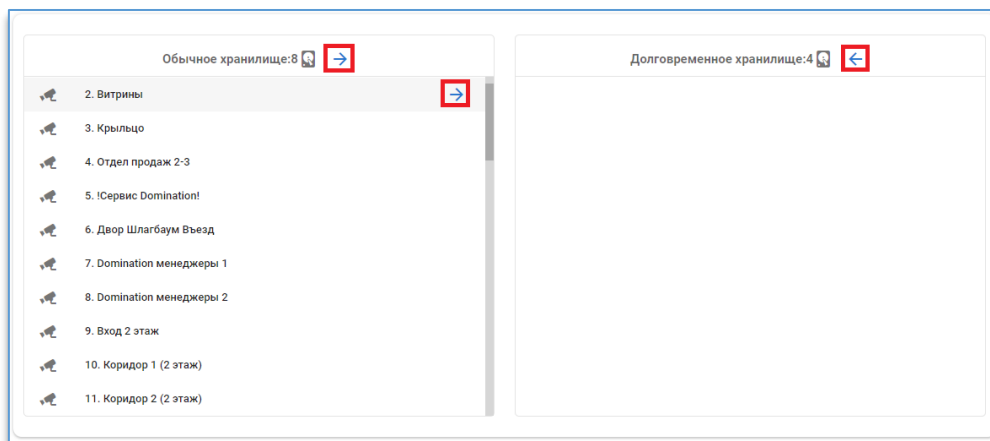 Обычное хранилище:8
Долговременное хранилище:4
2. Витрины
3. Крыльцо
4. Отдел продаж 2-3
5. !Сервис Domination!
6. Двор Шлагбаум Въезд
7. Domination менеджеры 1
8. Domination менеджеры 2
9. Вход 2 этаж
10. Коридор 1 (2 этаж)
11. Коридор 2 (2 этаж)